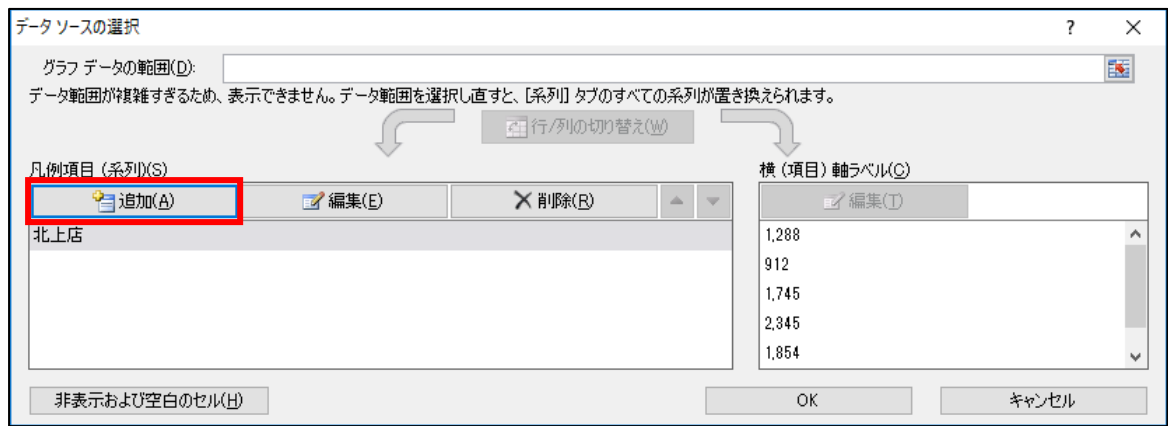 データ ソースの選択 ? ×
グラフ データの範囲(D):
データ範囲が複雑すぎるため、表示できません。データ範囲を選択し直すと、[系列] タブのすべての系列が置き換えられます。
行/列の切り替え(W)
凡例項目 (系列)(S)
追加(A) 編集(E) 削除(R)
北上店
横 (項目) 軸ラベル(C)
編集(T)
1,288
912
1,745
2,345
1,854
非表示および空白のセル(H)
OK
キャンセル